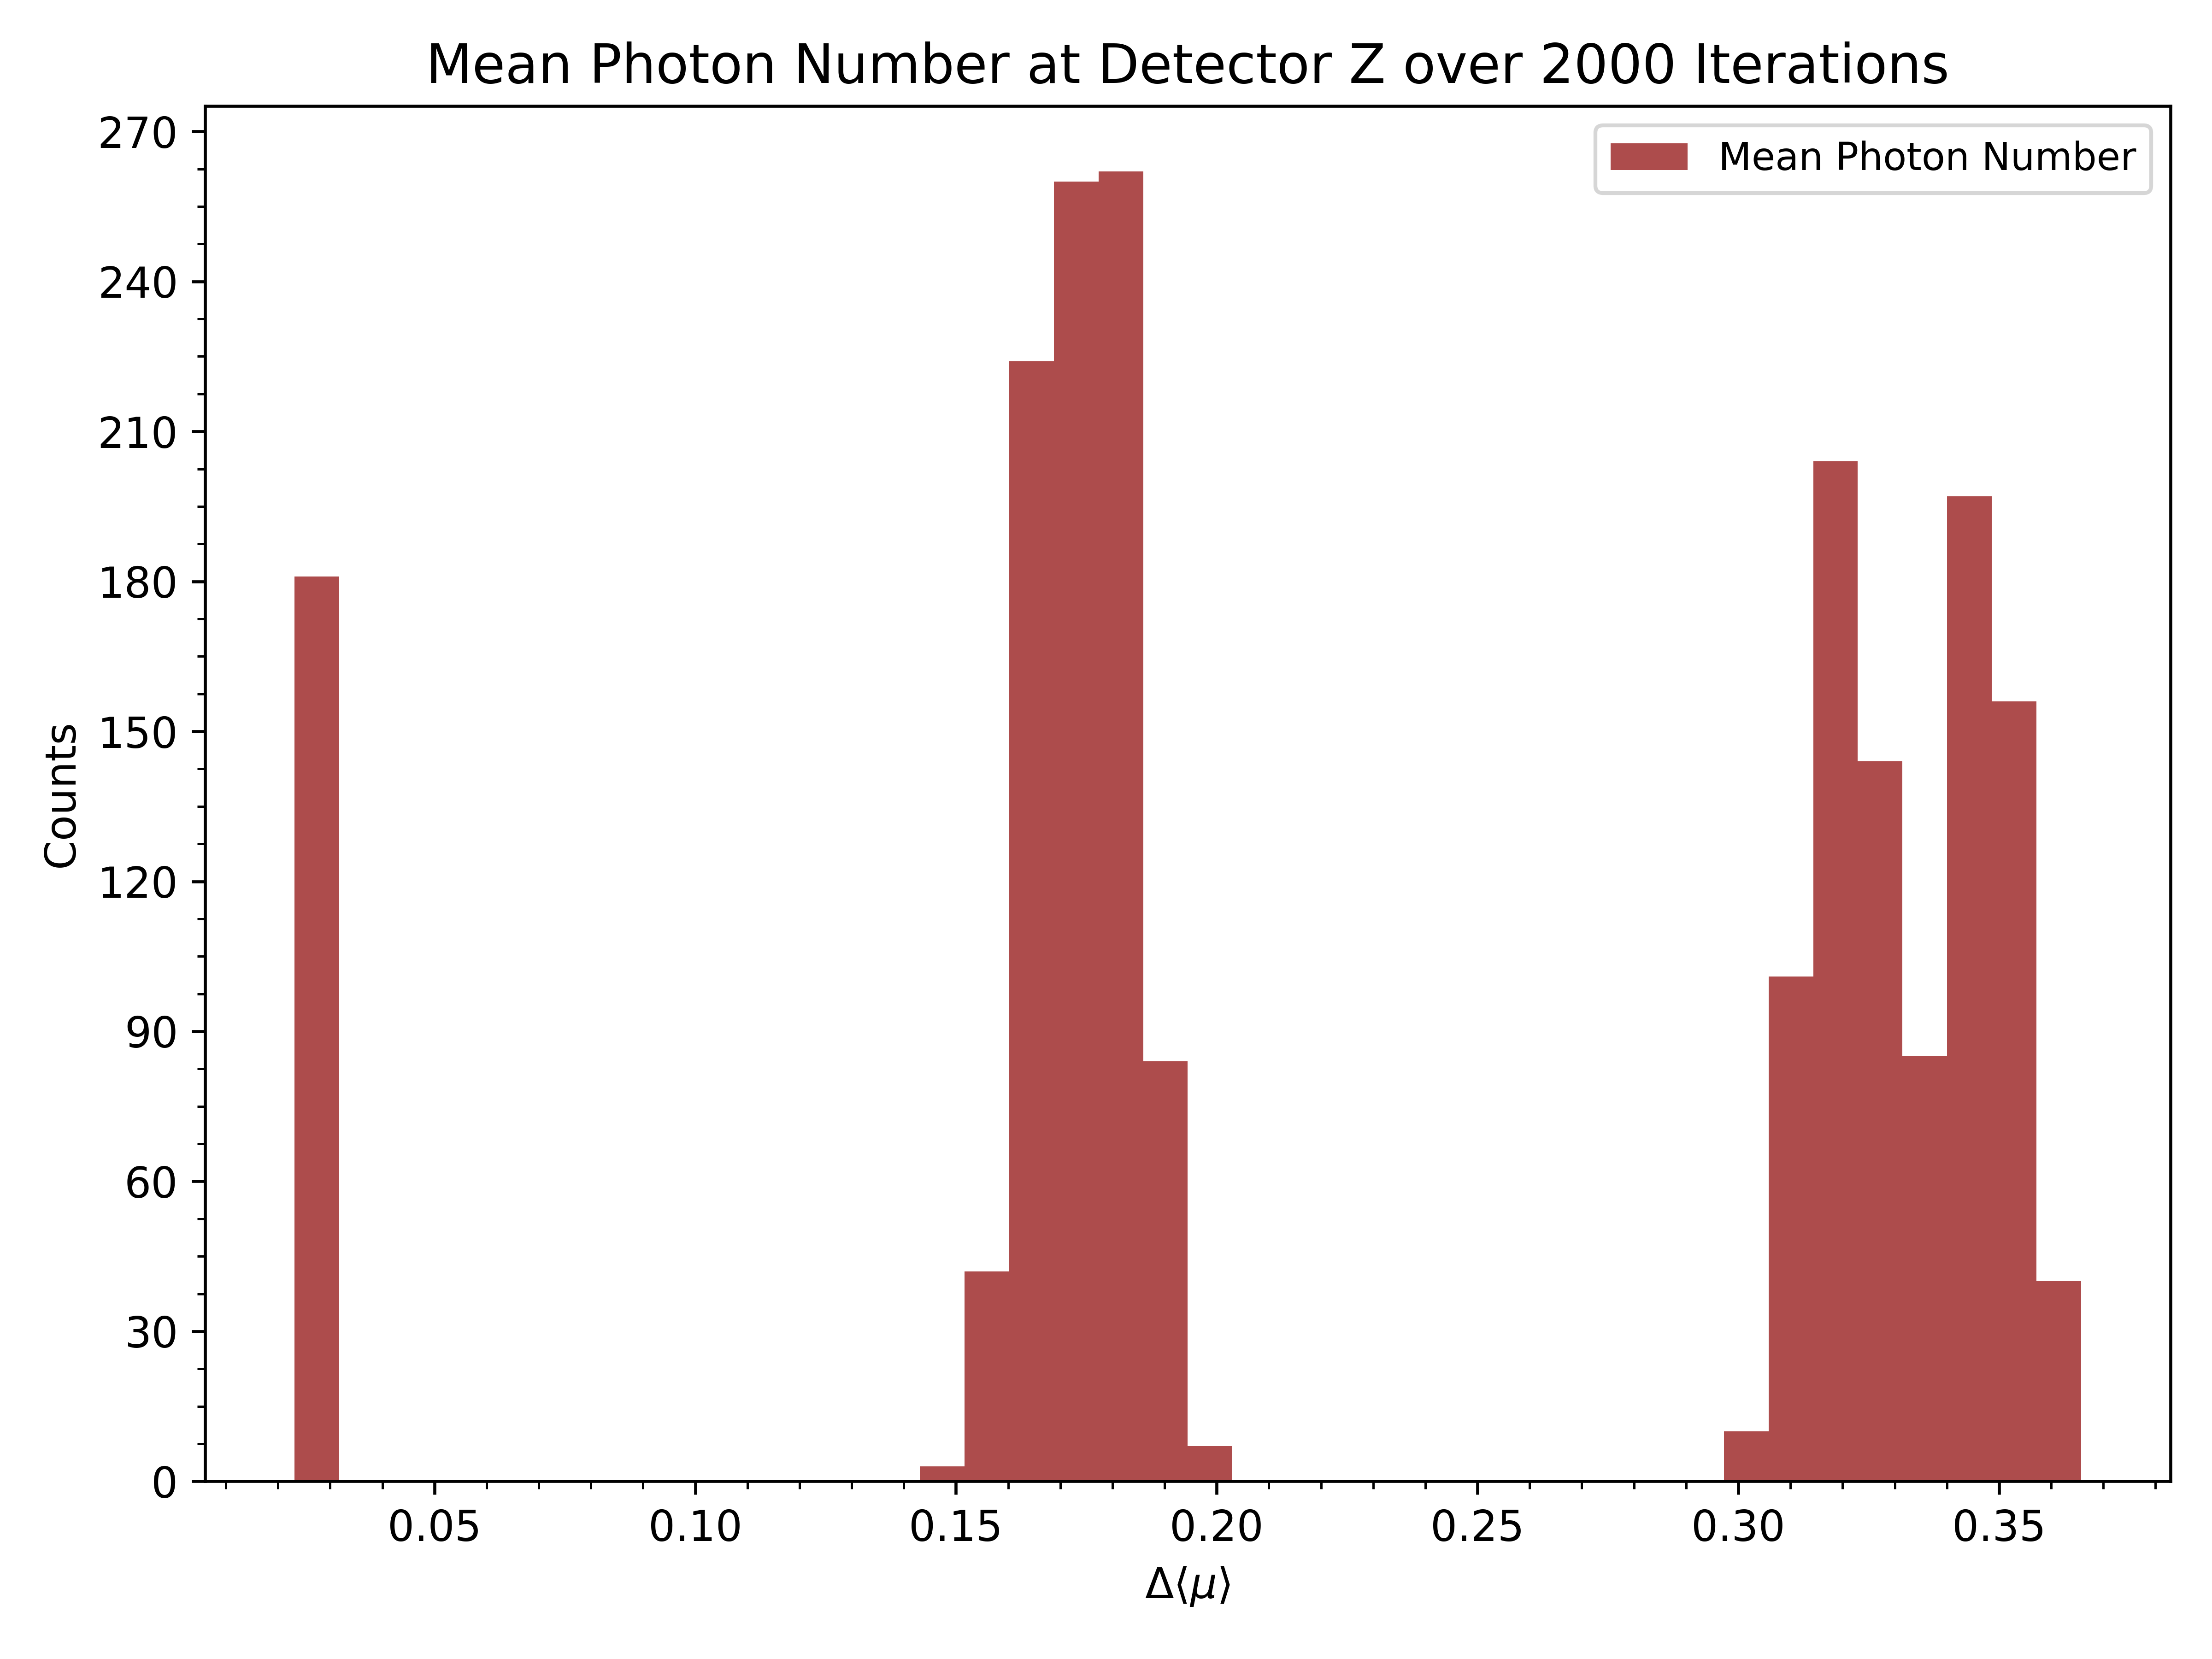 Mean Photon Number at Detector Z over 2000 Iterations
Mean Photon Number
270
240
210
180
150
120
90
60
30
0
Counts
0.05 0.10 0.15 0.20 0.25 0.30 0.35
Δ⟨μ⟩